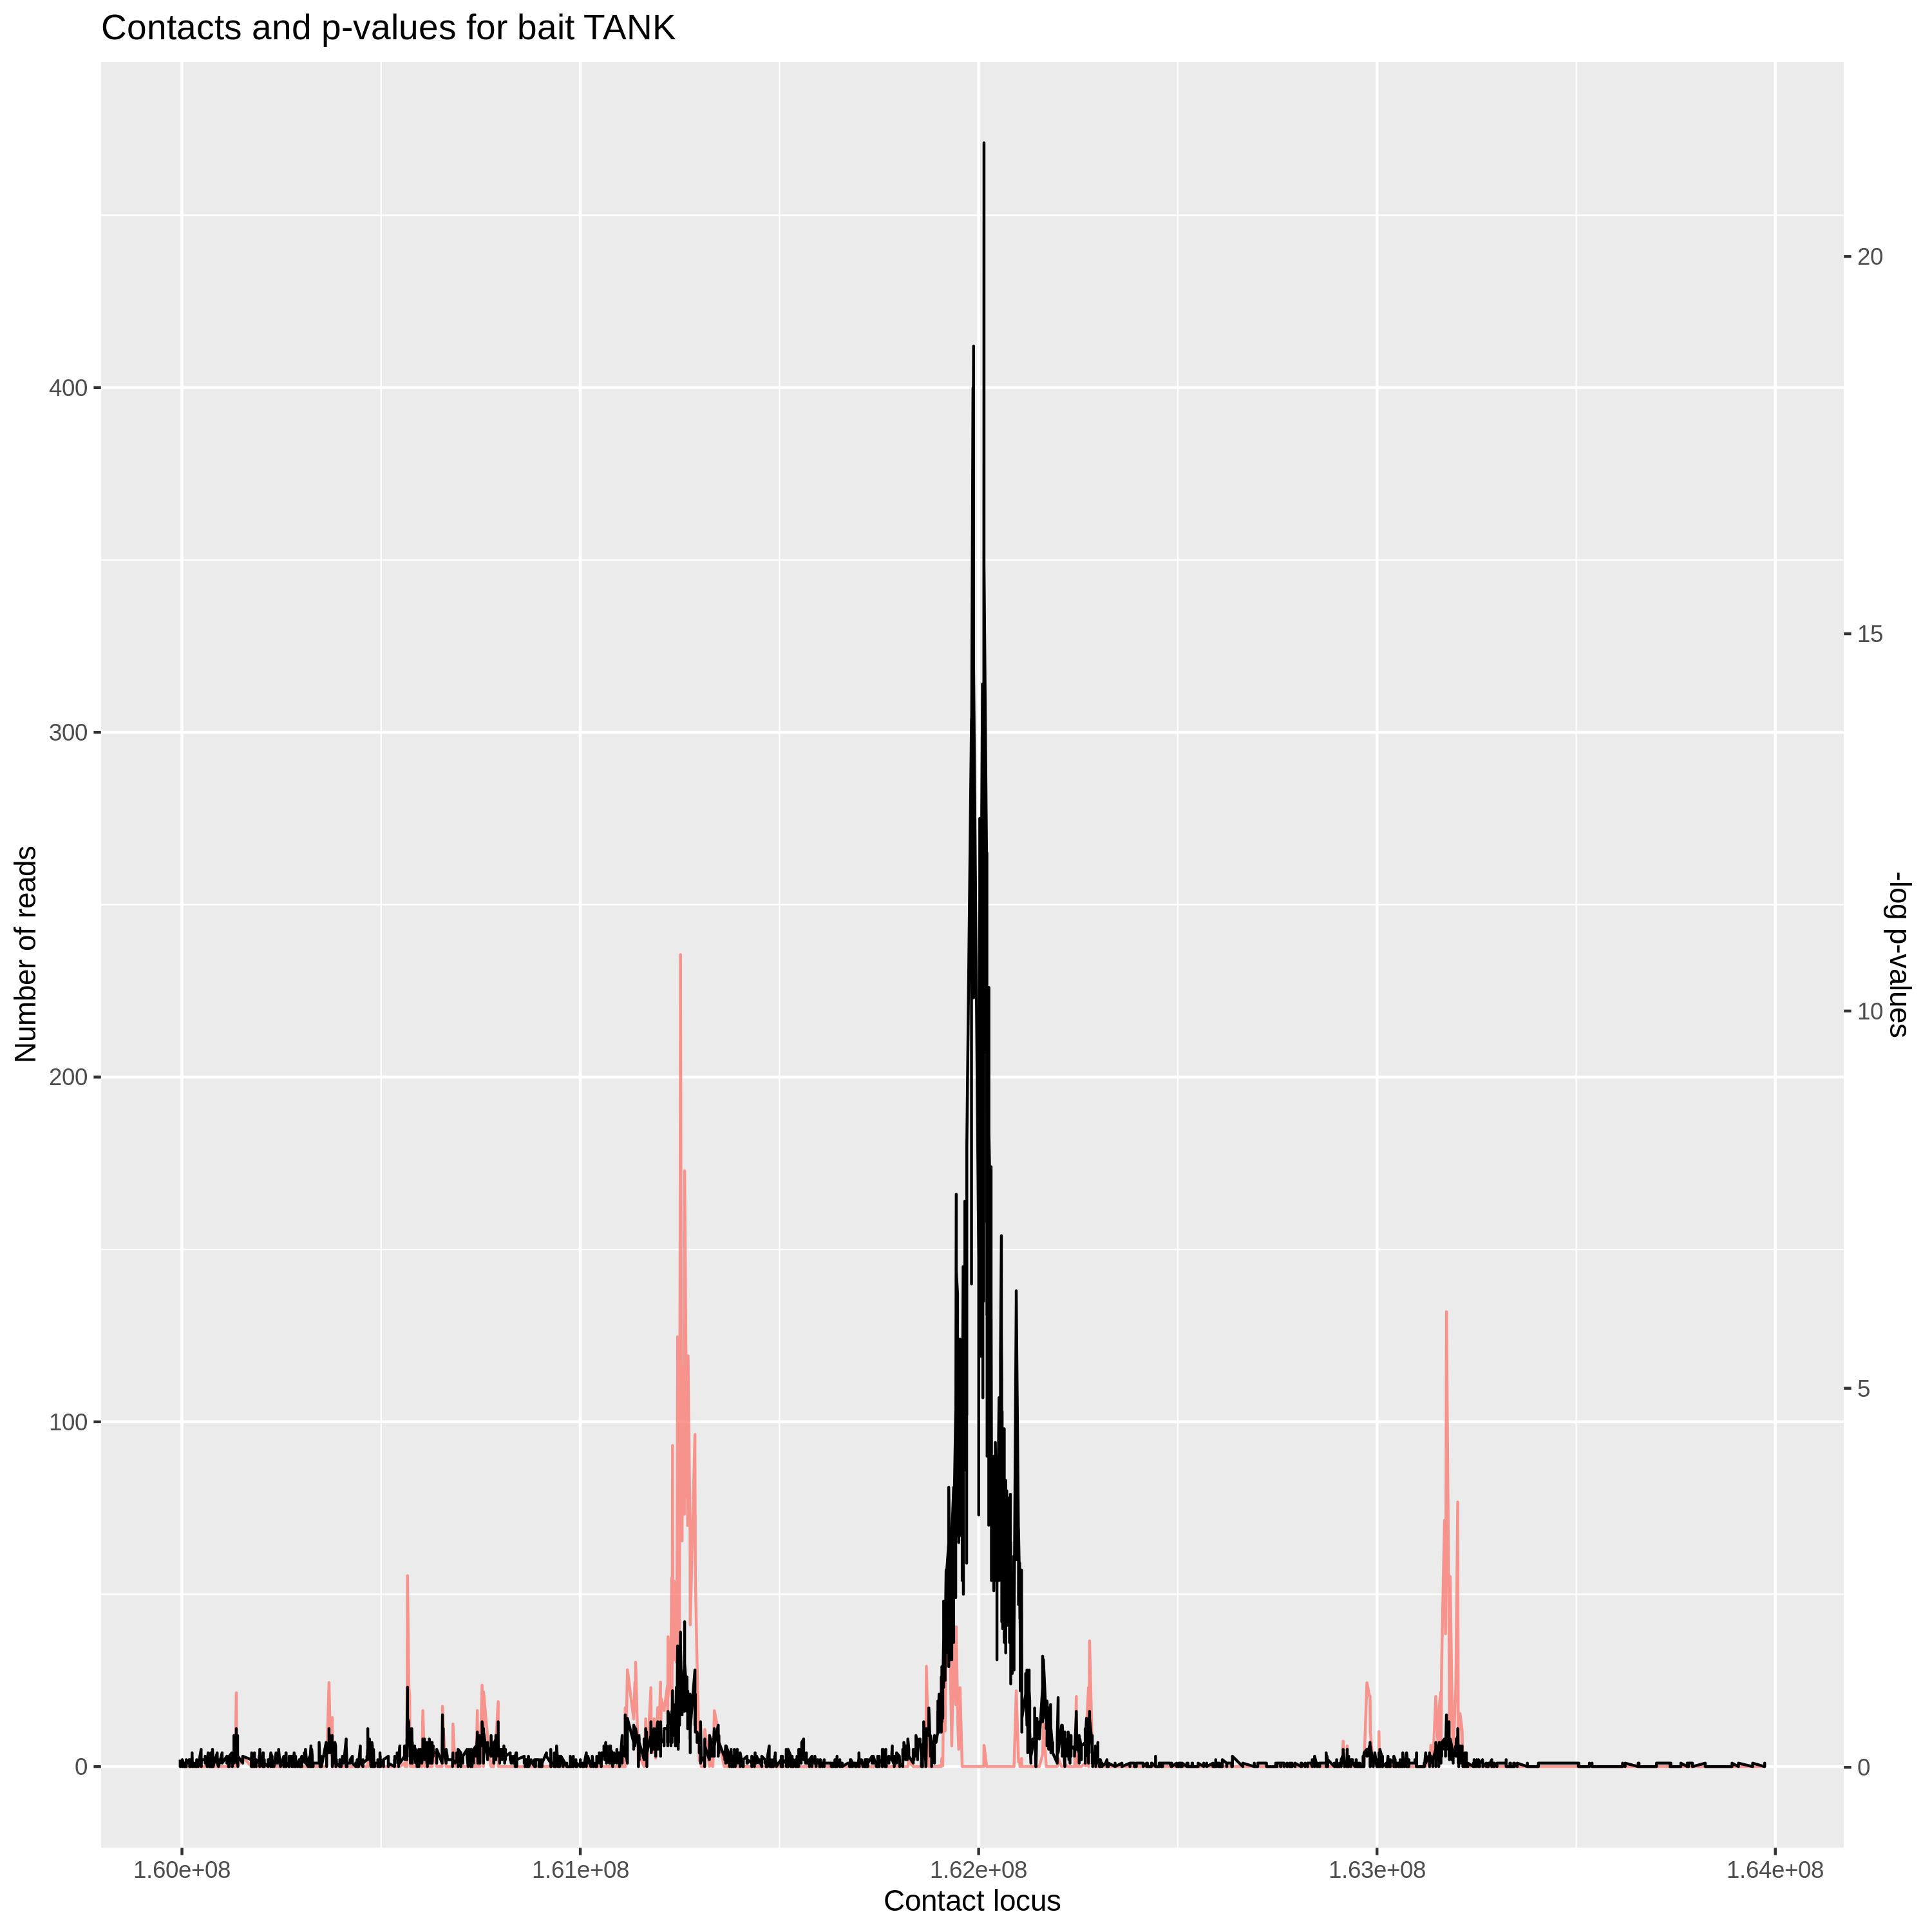 Contacts and p-values for bait TANK
Number of reads
400
300
200
100
0
20
15
10
5
0
-log p-values
1.60e+08 1.61e+08 1.62e+08 1.63e+08 1.64e+08
Contact locus